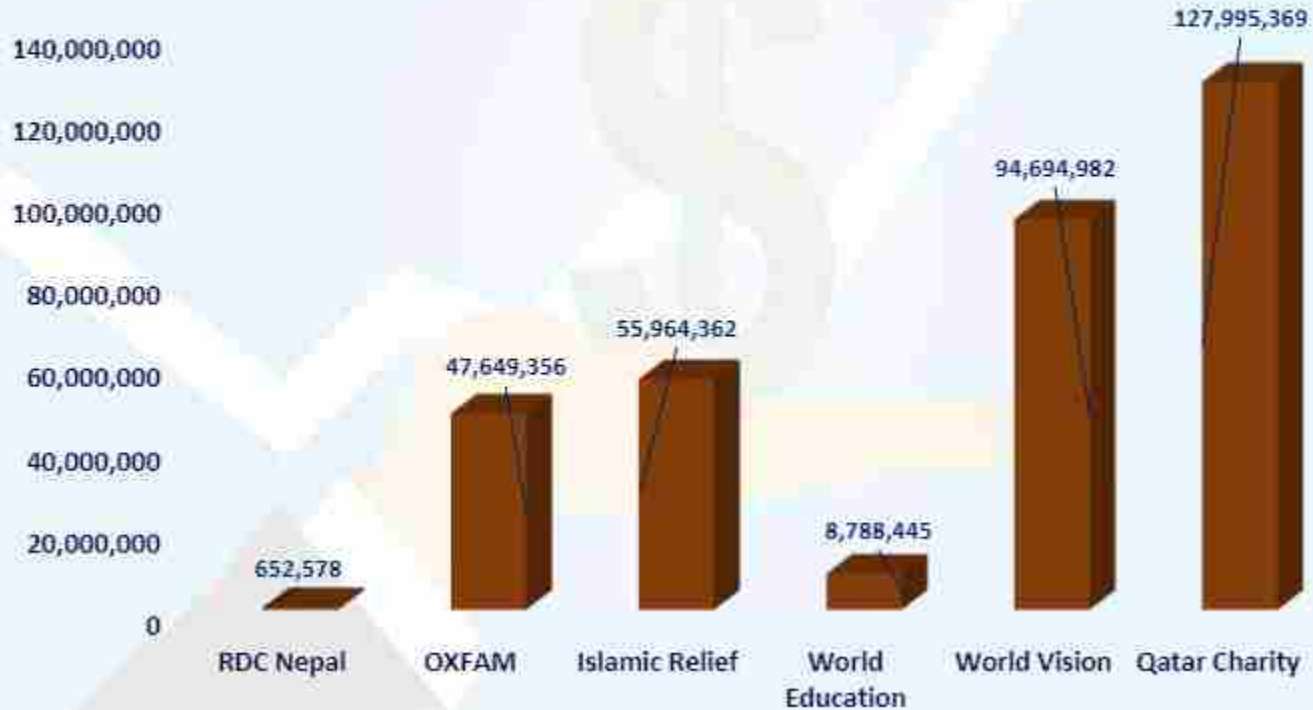 127,995,369
140,000,000
120,000,000
94,694,982
100,000,000
80,000,000
55,964,362
47,649,356
60,000,000
40,000,000
8,788,445
20,000,000
652,578
0
RDC Nepal
OXFAM
Islamic Relief
World
Education
World Vision
Qatar Charity